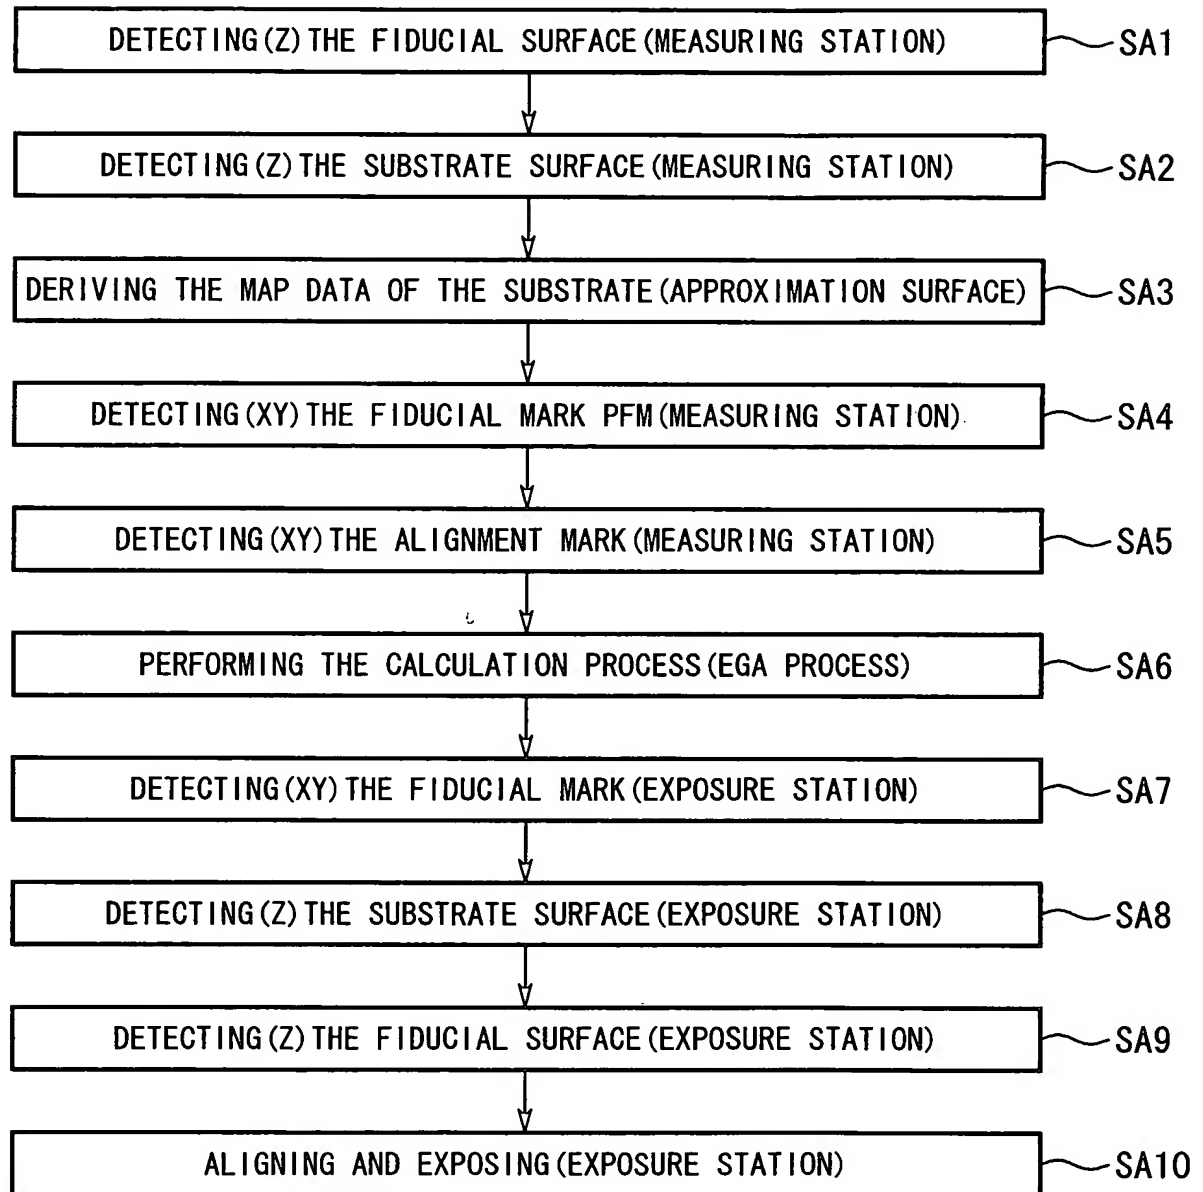 DETECTING(Z)THE FIDUCIAL SURFACE(MEASURING STATION) SA1
DETECTING(Z)THE SUBSTRATE SURFACE(MEASURING STATION) SA2
DERIVING THE MAP DATA OF THE SUBSTRATE(APPROXIMATION SURFACE) SA3
DETECTING(XY)THE FIDUCIAL MARK PFM(MEASURING STATION) SA4
DETECTING(XY)THE ALIGNMENT MARK(MEASURING STATION) SA5
PERFORMING THE CALCULATION PROCESS(EGA PROCESS) SA6
DETECTING(XY)THE FIDUCIAL MARK(EXPOSURE STATION) SA7
DETECTING(Z)THE SUBSTRATE SURFACE(EXPOSURE STATION) SA8
DETECTING(Z)THE FIDUCIAL SURFACE(EXPOSURE STATION) SA9
ALIGNING AND EXPOSING(EXPOSURE STATION) SA10